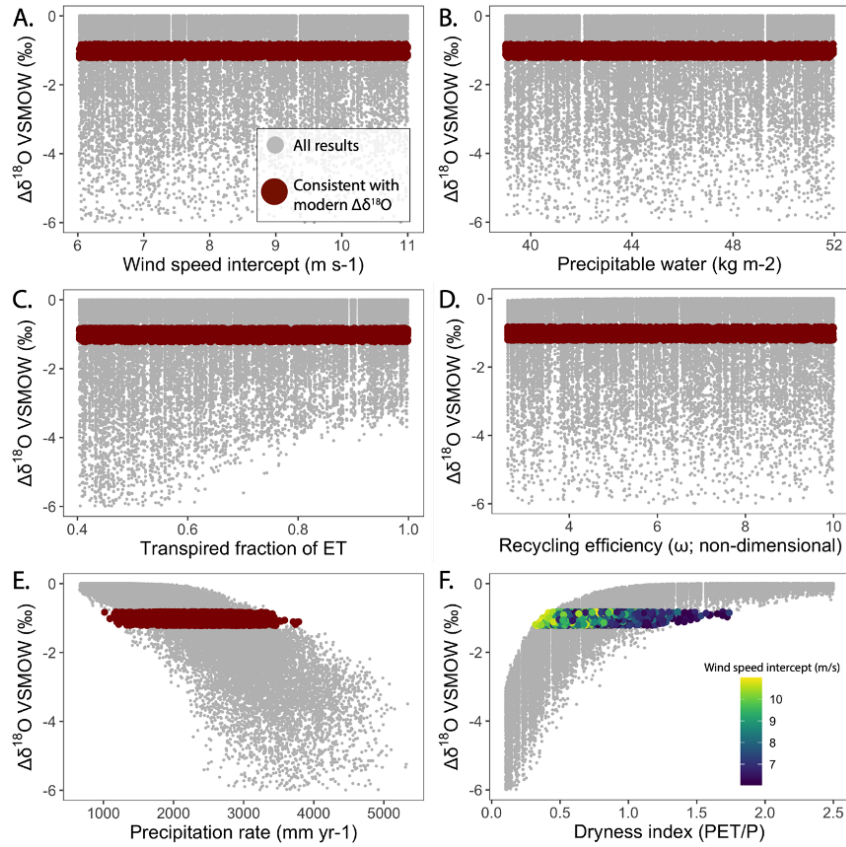 A.
0
-2
-4
-6
Δδ¹⁸O VSMOW (‰)
All results
Consistent with
modern Δδ¹⁸O
6 7 8 9 10 11
Wind speed intercept (m s-1)
B.
0
-2
-4
-6
Δδ¹⁸O VSMOW (‰)
40 44 48 52
Precipitable water (kg m-2)
C.
0
-2
-4
-6
Δδ¹⁸O VSMOW (‰)
0.4 0.6 0.8 1.0
Transpired fraction of ET
D.
0
-2
-4
-6
Δδ¹⁸O VSMOW (‰)
4 6 8 10
Recycling efficiency (ω; non-dimensional)
E.
0
-2
-4
-6
Δδ¹⁸O VSMOW (‰)
1000 2000 3000 4000 5000
Precipitation rate (mm yr-1)
F.
0
-2
-4
-6
Δδ¹⁸O VSMOW (‰)
Wind speed intercept (m/s)
10
9
8
7
0.0 0.5 1.0 1.5 2.0 2.5
Dryness index (PET/P)